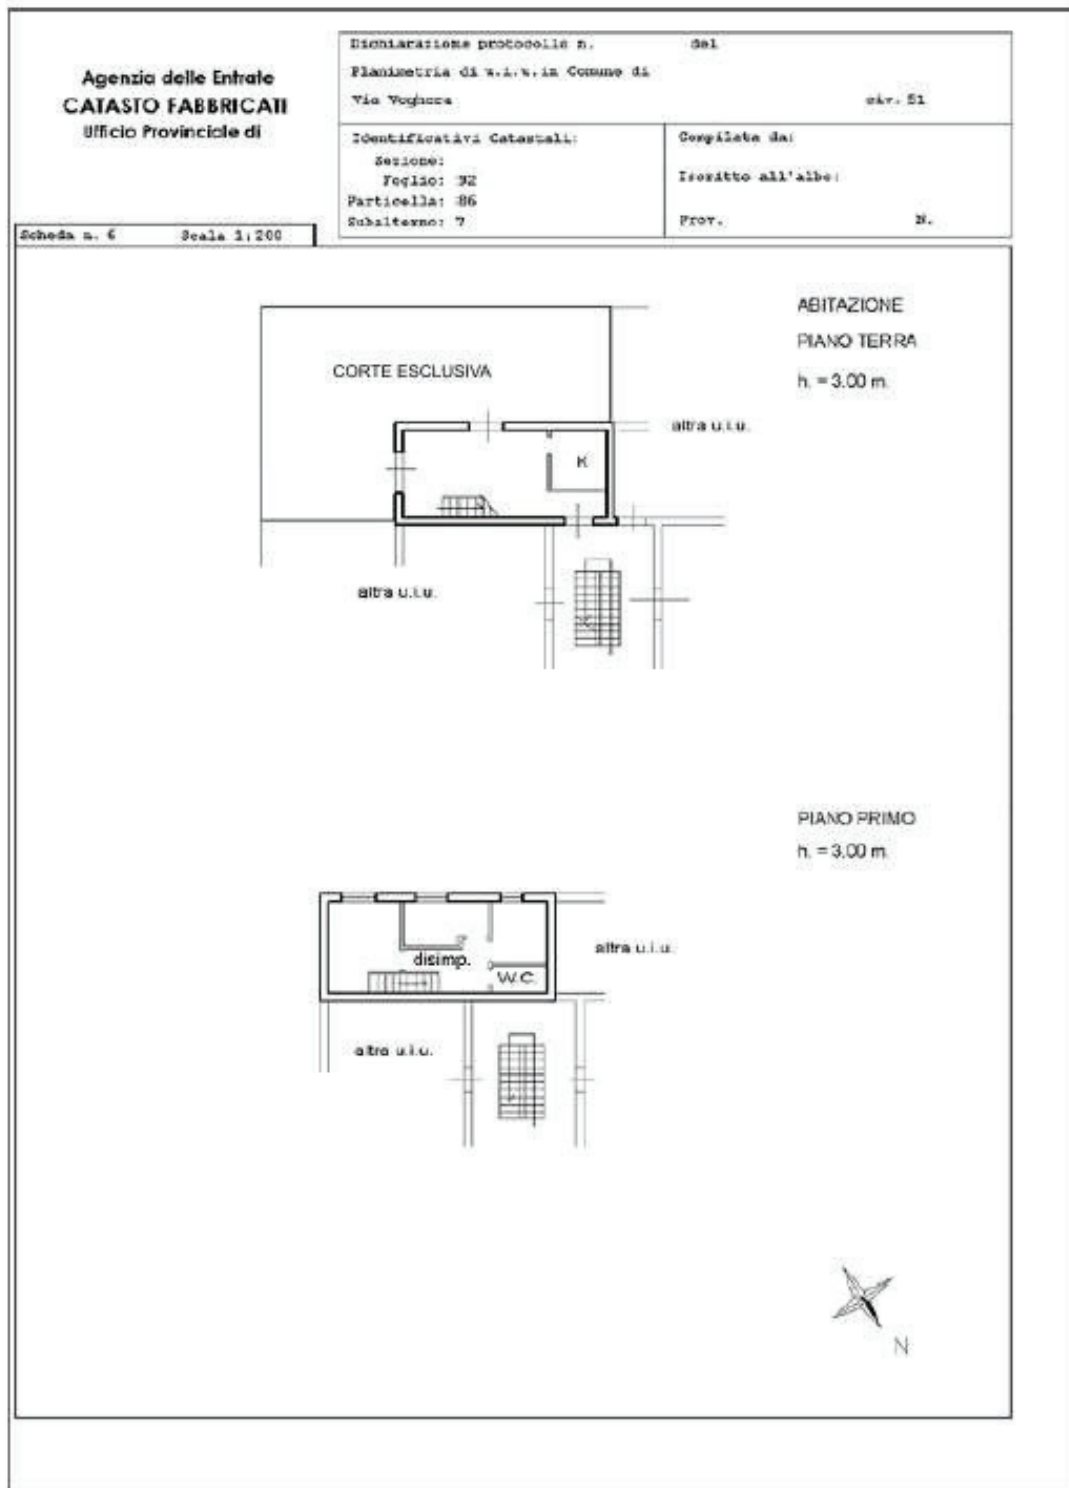 Agenzia delle Entrate
CATASTO FABBRICATI
Ufficio Provinciale di
Dichiarazione protocollo n. del
Planimetria di u.i.u. in Comune di
Via Voghera civ. 51
Identificativi Catastali:
Sezione:
Foglio: 92
Particella: 86
Subalterno: 7
Compilata da:
Iscritto all'albo:
Prov. N.
Scheda n. 6 Scala 1:200
ABITAZIONE
PIANO TERRA
h. = 3.00 m.
CORTE ESCLUSIVA
altra u.i.u.
K
altra u.i.u.
PIANO PRIMO
h. = 3.00 m.
altra u.i.u.
disimp.
W.C.
altra u.i.u.
N